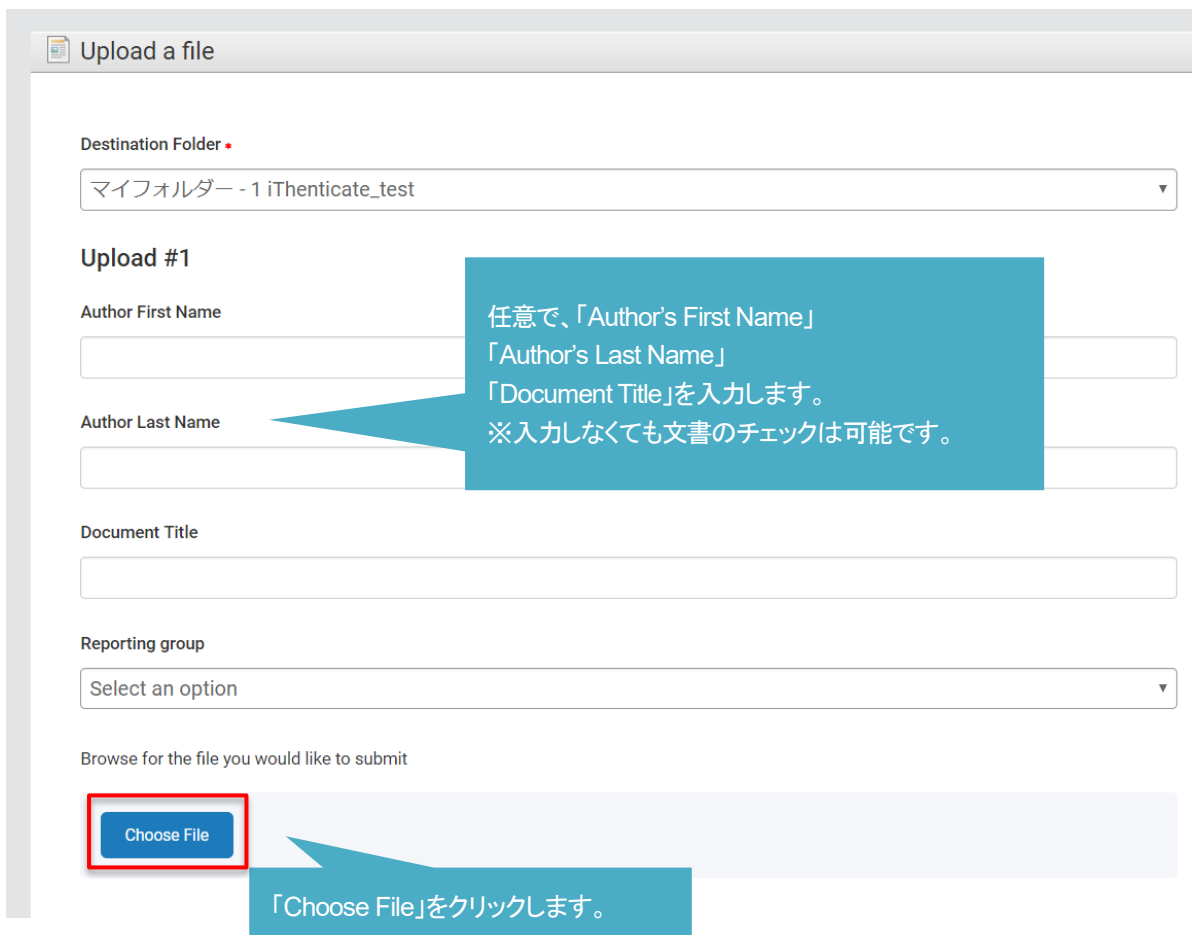 Upload a file
Destination Folder *
マイフォルダー - 1 iThenticate_test
Upload #1
Author First Name
任意で、「Author’s First Name」
「Author’s Last Name」
「Document Title」を入力します。
※入力しなくても文書のチェックは可能です。
Author Last Name
Document Title
Reporting group
Select an option
Browse for the file you would like to submit
Choose File
「Choose File」をクリックします。